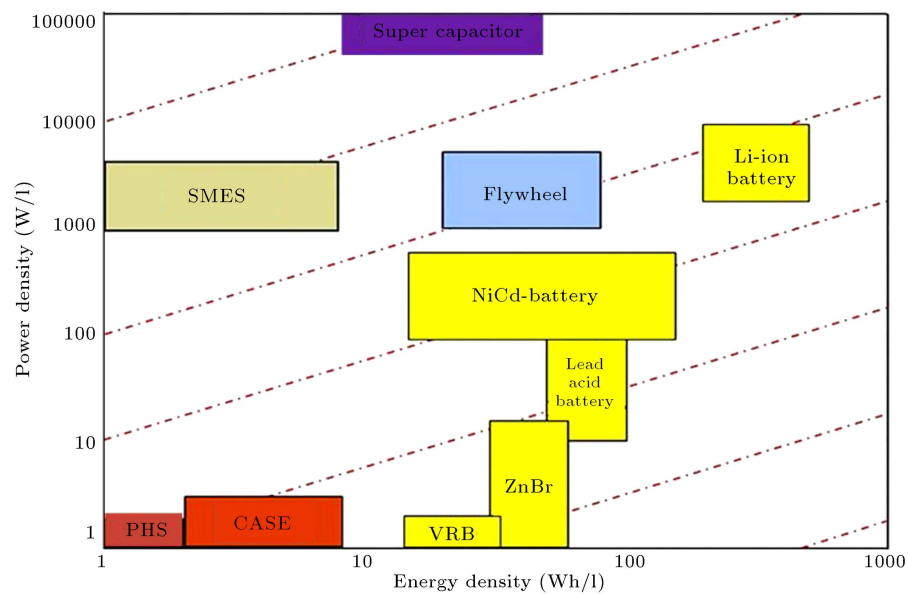 100000
Super capacitor
10000
Li-ion
battery
SMES
Flywheel
1000
NiCd-battery
100
Lead
acid
battery
10
ZnBr
CASE
PHS
VRB
1
1
10
100
1000
Energy density (Wh/l)
Power density (W/l)